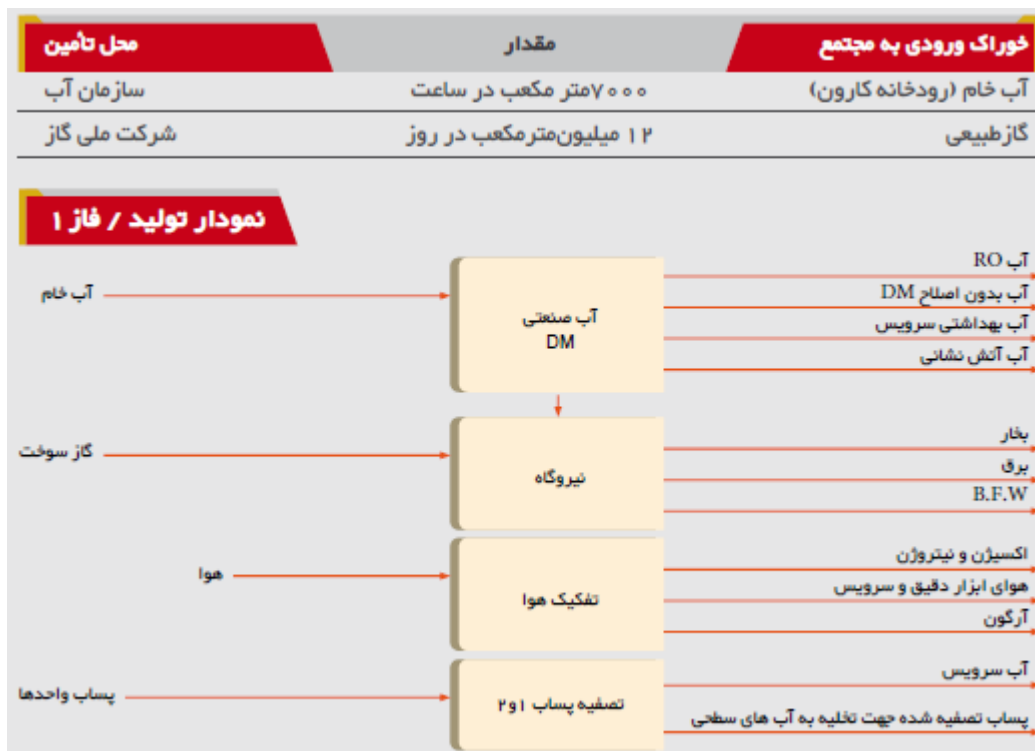 خوراک ورودی به مجتمع مقدار محل تأمین
آب خام (رودخانه کارون) ۷۰۰۰متر مکعب در ساعت سازمان آب
گازطبیعی ۱۲ میلیون‌مترمکعب در روز شرکت ملی گاز
نمودار تولید / فاز ۱
آب RO
آب خام
آب بدون اصلاح DM
آب صنعتی
DM
آب بهداشتی سرویس
آب آتش نشانی
بخار
گاز سوخت
برق
نیروگاه
B.F.W
اکسیژن و نیتروژن
هوا
هوای ابزار دقیق و سرویس
تفکیک هوا
آرگون
آب سرویس
پساب واحدها
تصفیه پساب ۱و۲
پساب تصفیه شده جهت تخلیه به آب های سطحی